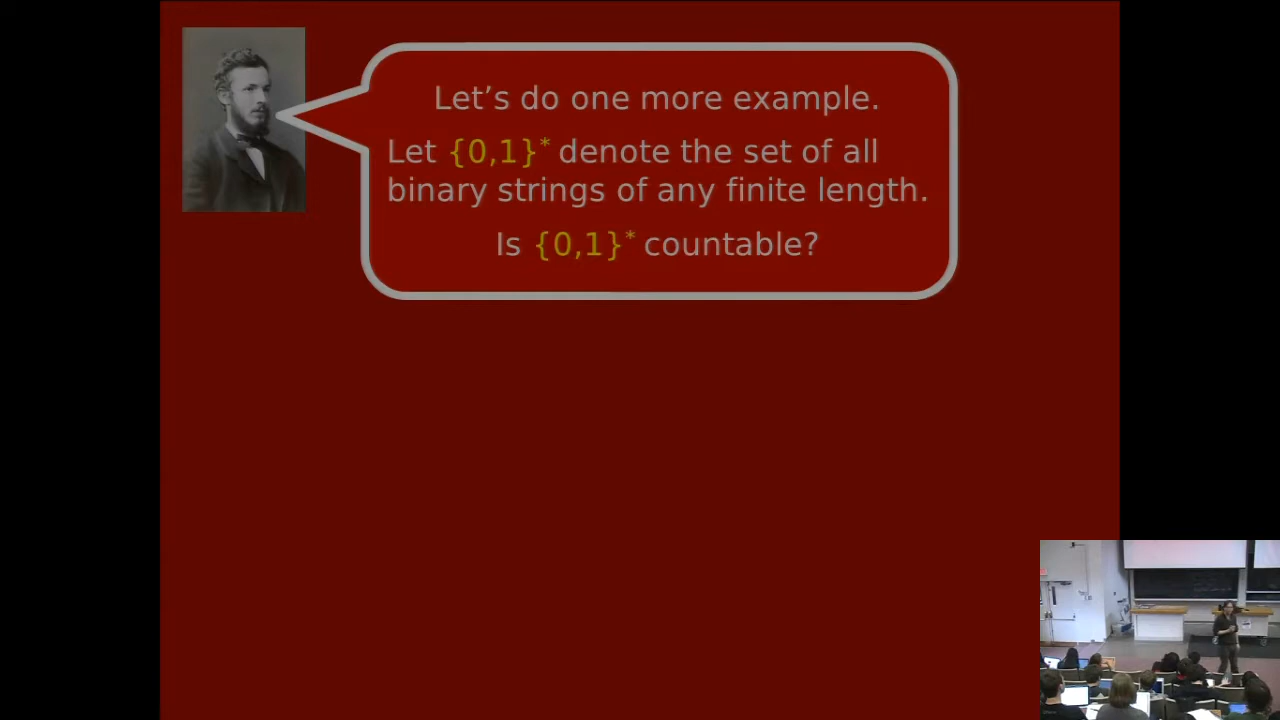 Let's do one more example.
Let {0,1}* denote the set of all
binary strings of any finite length.
Is {0,1}* countable?